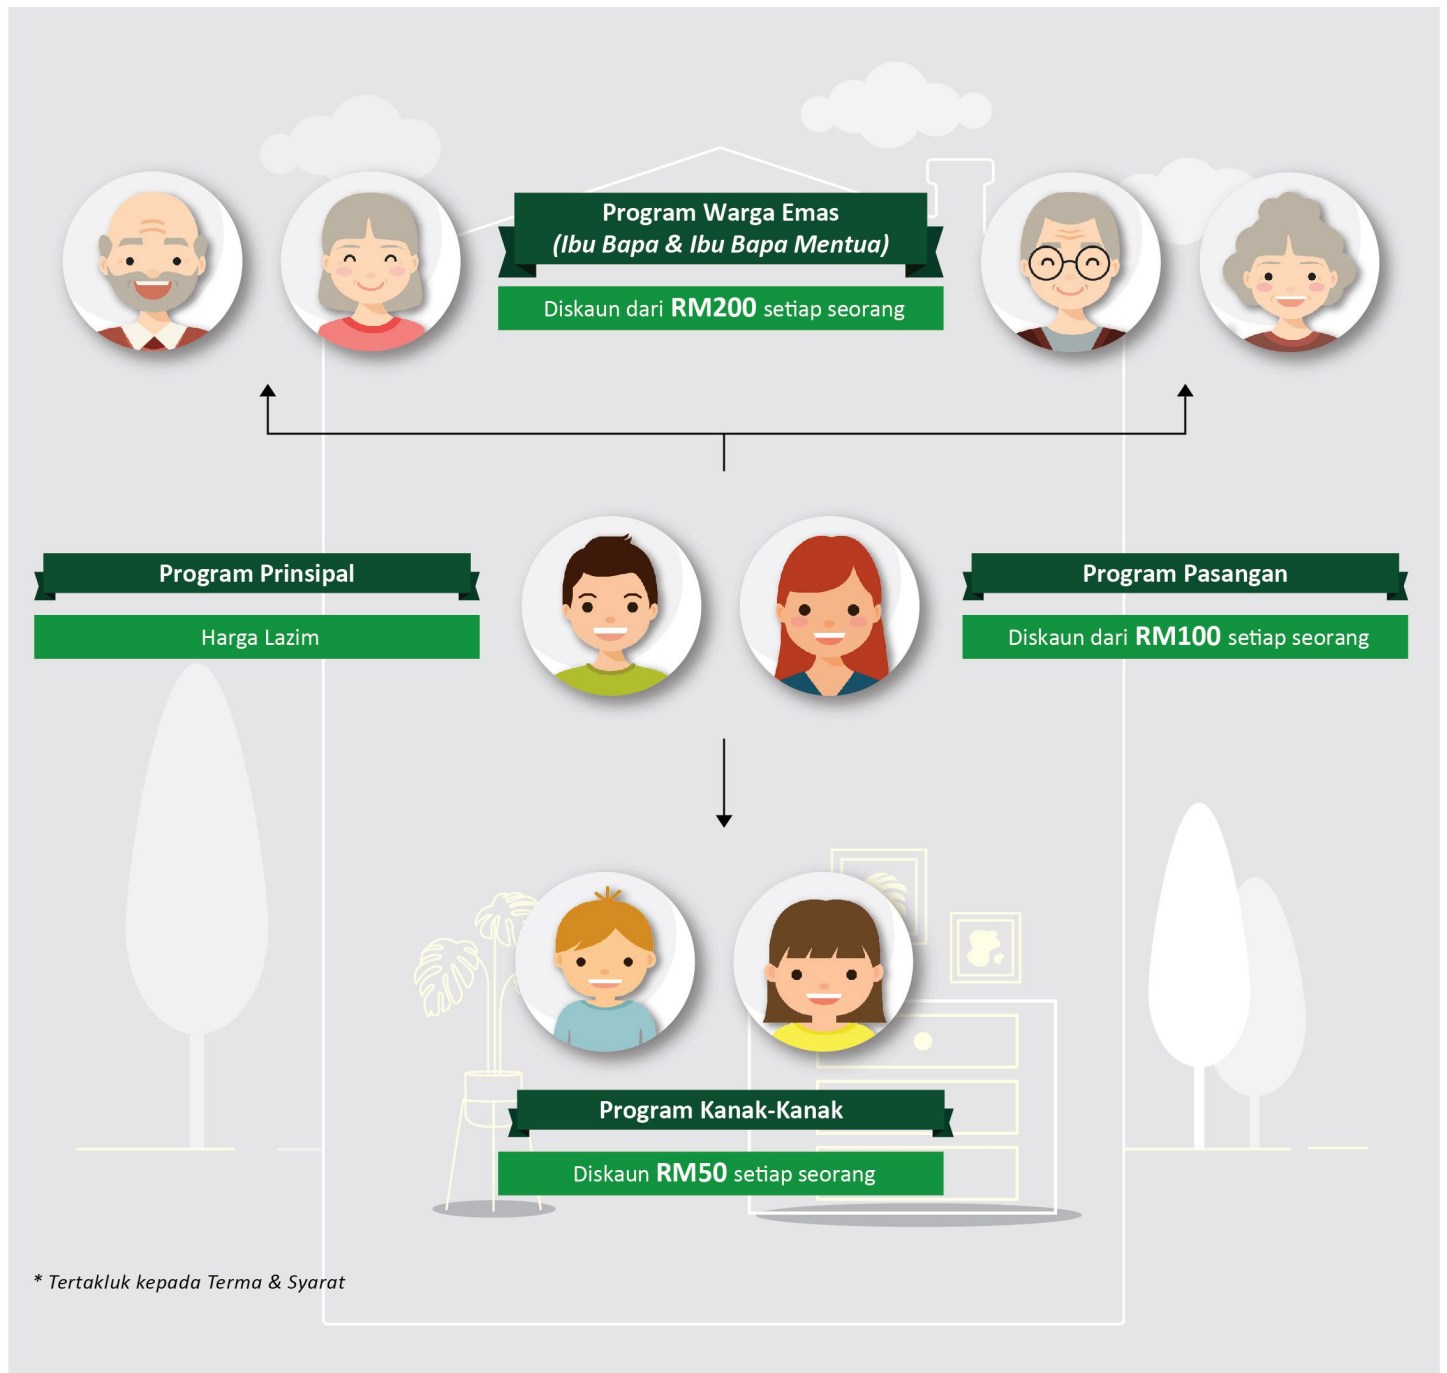 Program Warga Emas
(Ibu Bapa & Ibu Bapa Mentua)
Diskaun dari RM200 setiap seorang
Program Prinsipal
Harga Lazim
Program Pasangan
Diskaun dari RM100 setiap seorang
Program Kanak-Kanak
Diskaun RM50 setiap seorang
* Tertakluk kepada Terma & Syarat